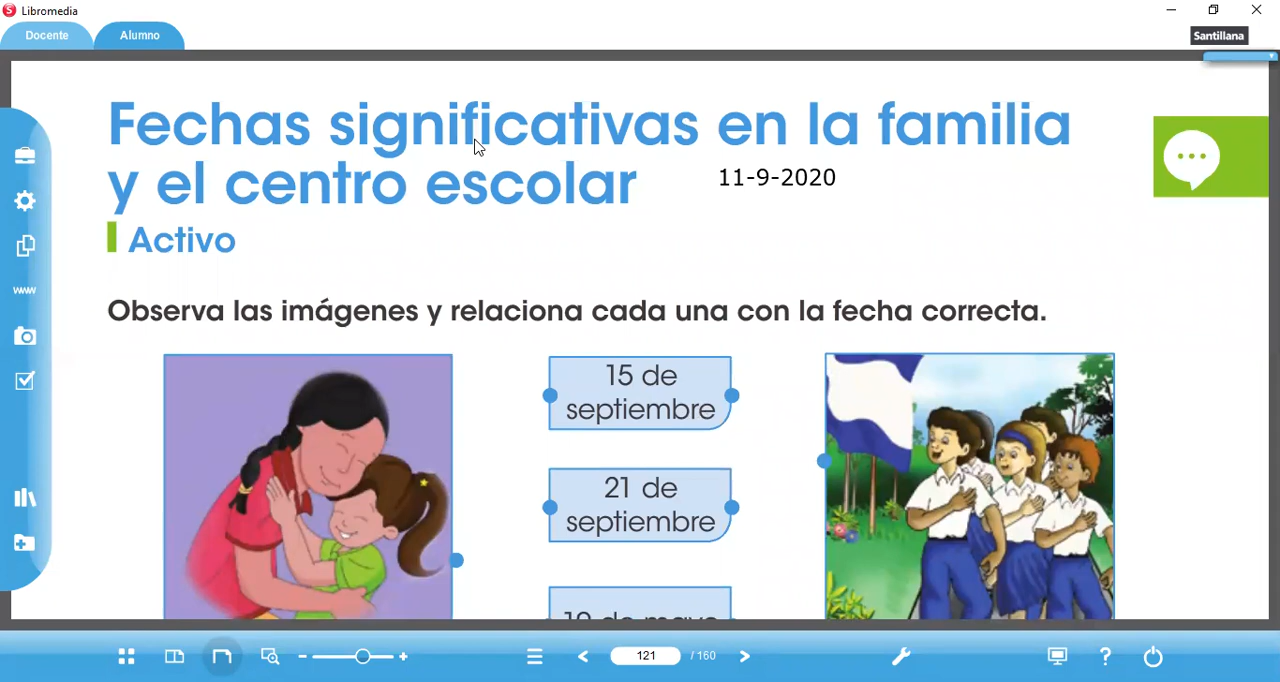 Libromedia
Docente
Alumno
Santillana
Fechas significativas en la familia
y el centro escolar
11-9-2020
Activo
Observa las imágenes y relaciona cada una con la fecha correcta.
15 de
septiembre
21 de
septiembre
www
121
/ 160